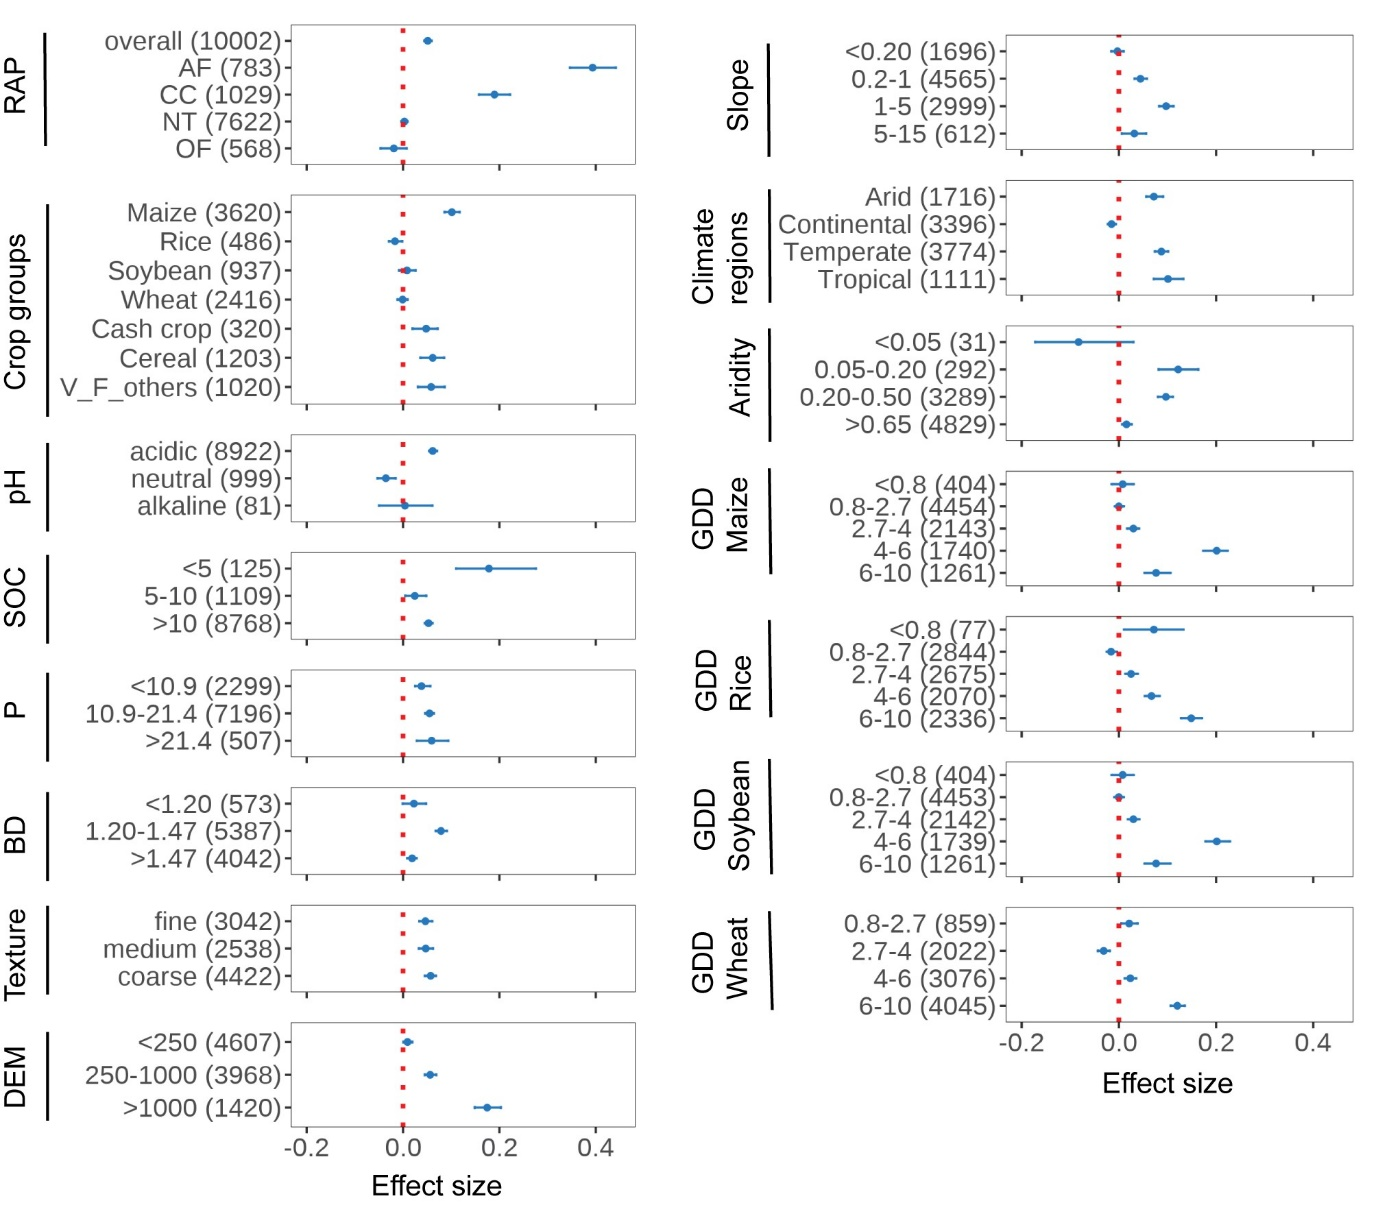 RAP
overall (10002)
AF (783)
CC (1029)
NT (7622)
OF (568)
Crop groups
Maize (3620)
Rice (486)
Soybean (937)
Wheat (2416)
Cash crop (320)
Cereal (1203)
V_F_others (1020)
pH
acidic (8922)
neutral (999)
alkaline (81)
SOC
<5 (125)
5-10 (1109)
>10 (8768)
P
<10.9 (2299)
10.9-21.4 (7196)
>21.4 (507)
BD
<1.20 (573)
1.20-1.47 (5387)
>1.47 (4042)
Texture
fine (3042)
medium (2538)
coarse (4422)
DEM
<250 (4607)
250-1000 (3968)
>1000 (1420)
-0.2 0.0 0.2 0.4
Effect size
Slope
<0.20 (1696)
0.2-1 (4565)
1-5 (2999)
5-15 (612)
Climate
regions
Arid (1716)
Continental (3396)
Temperate (3774)
Tropical (1111)
Aridity
<0.05 (31)
0.05-0.20 (292)
0.20-0.50 (3289)
>0.65 (4829)
GDD
Maize
<0.8 (404)
0.8-2.7 (4454)
2.7-4 (2143)
4-6 (1740)
6-10 (1261)
GDD
Rice
<0.8 (77)
0.8-2.7 (2844)
2.7-4 (2675)
4-6 (2070)
6-10 (2336)
GDD
Soybean
<0.8 (404)
0.8-2.7 (4453)
2.7-4 (2142)
4-6 (1739)
6-10 (1261)
GDD
Wheat
0.8-2.7 (859)
2.7-4 (2022)
4-6 (3076)
6-10 (4045)
-0.2 0.0 0.2 0.4
Effect size